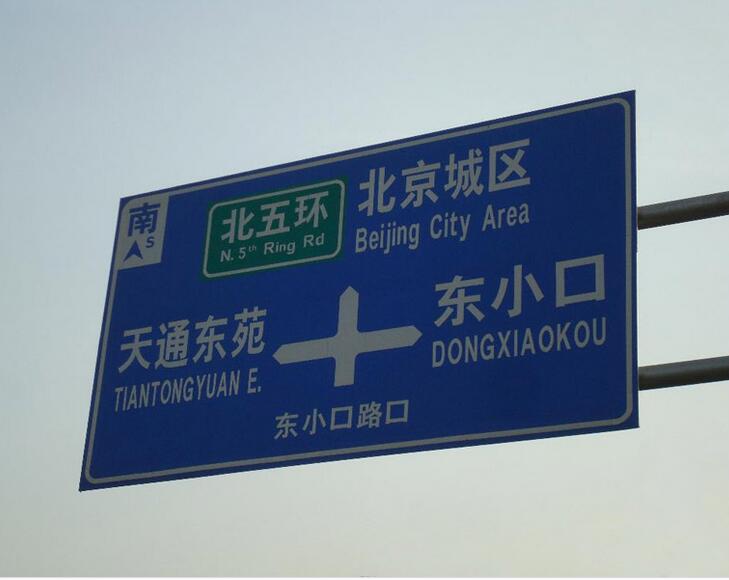 南
S
北五环
N. 5th Ring Rd
北京城区
Beijing City Area
天通东苑
TIANTONGYUAN E.
东小口
DONGXIAOKOU
东小口路口